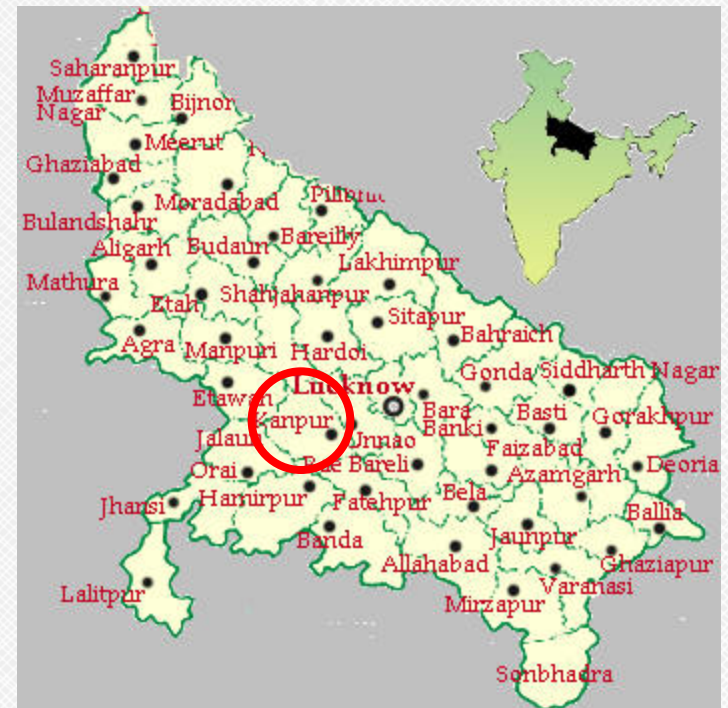 Saharanpur
Muzaffar
Nagar
Bijnor
Meerut
Ghaziabad
Moradabad
Bulandshahr
Aligarh
Budaun
Bareilly
Mathura
Etah
Shahjahanpur
Lakhimpur
Sitapur
Agra
Manpuri
Hardoi
Bahraich
Gonda
Siddharth Nagar
Lucknow
Etawah
Kanpur
Bara
Banki
Basti
Gorakhpur
Unnao
Faizabad
Orai
Bareli
Azamgarh
Deoria
Jhansi
Hamirpur
Fatehpur
Bela
Ballia
Banda
Jaunpur
Allahabad
Ghaziapur
Varanasi
Lalitpur
Mirzapur
Sonbhadra